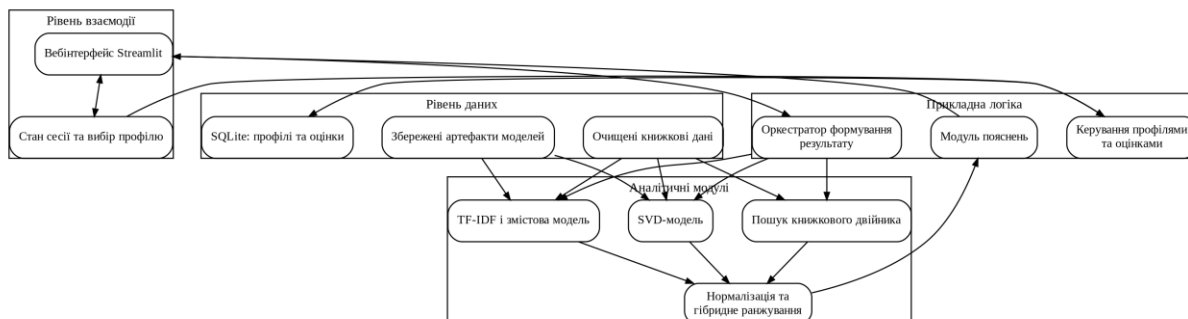 Рівень взаємодії
Вебінтерфейс Streamlit
Стан сесії та вибір профілю
Рівень даних
SQLite: профілі та оцінки
Збережені артефакти моделей
Очищені книжкові дані
Прикладна логіка
Оркестратор формування
результату
Модуль пояснень
Керування профілями
та оцінками
Аналітичні модулі
TF-IDF і змістова модель
SVD-модель
Пошук книжкового двійника
Нормалізація та
гібридне ранжування